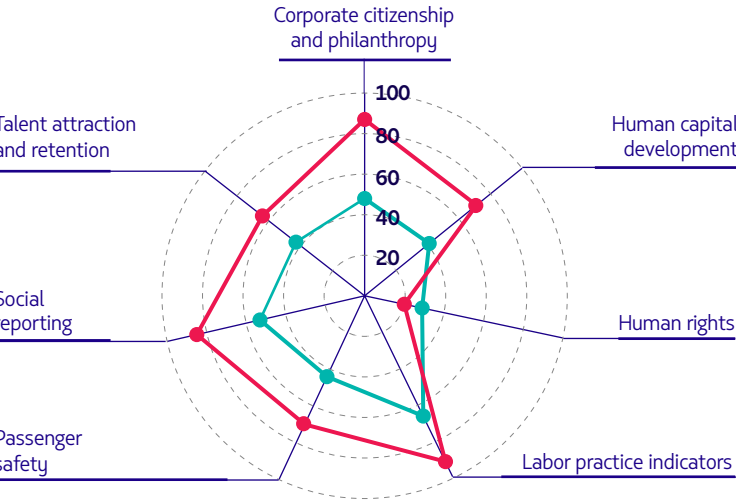 Corporate citizenship
and philanthropy
100
80
60
40
20
Talent attraction
and retention
Human capital
development
Social
reporting
Human rights
Passenger
safety
Labor practice indicators